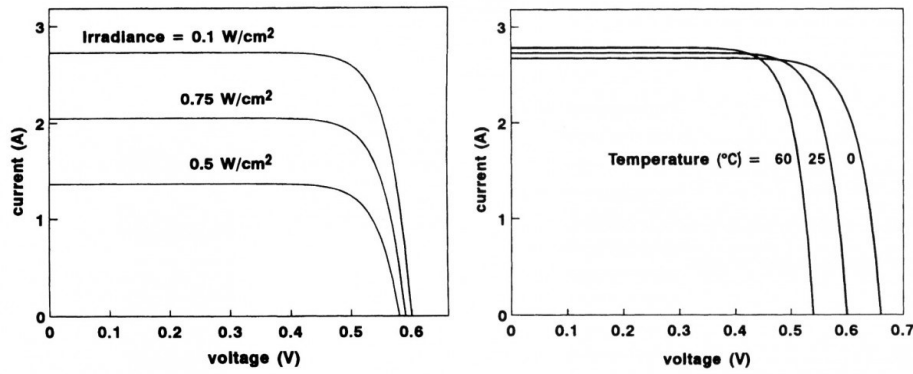 Irradiance = 0.1 W/cm²
0.75 W/cm²
0.5 W/cm²
current (A)
3
2
1
0
0 0.1 0.2 0.3 0.4 0.5 0.6
voltage (V)
Temperature (°C) = 60 25 0
current (A)
3
2
1
0
0 0.1 0.2 0.3 0.4 0.5 0.6 0.7
voltage (V)